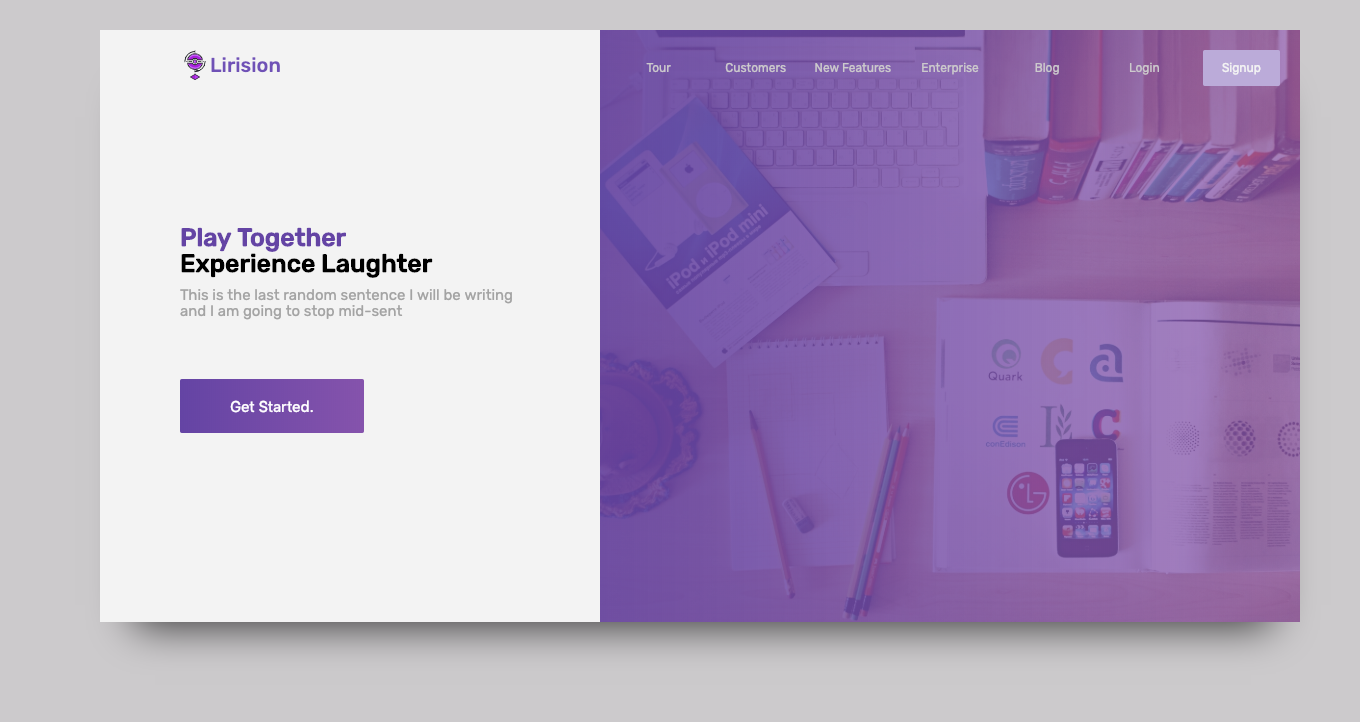 Lirision
Tour Customers New Features Enterprise Blog Login Signup
Play Together
Experience Laughter
This is the last random sentence I will be writing
and I am going to stop mid-sent
Get Started.
iPod & iPod mini
Quark
C a
conEdison
C
LG